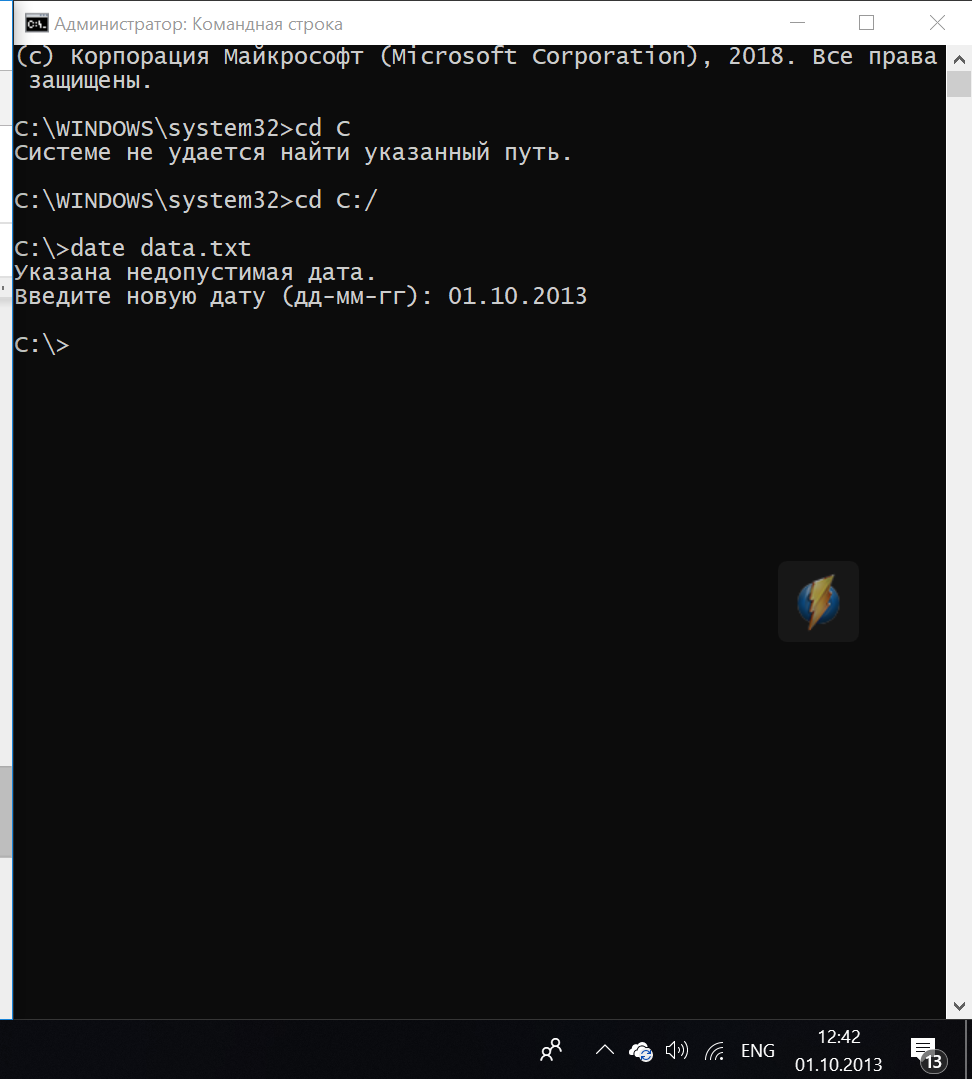 Администратор: Командная строка
(c) Корпорация Майкрософт (Microsoft Corporation), 2018. Все права
защищены.
C:\WINDOWS\system32>cd C
Системе не удается найти указанный путь.
C:\WINDOWS\system32>cd C:/
C:\>date data.txt
Указана недопустимая дата.
Введите новую дату (дд-мм-гг): 01.10.2013
C:\>
ENG
12:42
01.10.2013
13